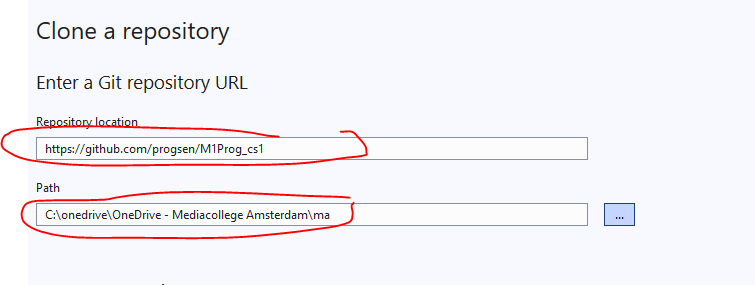 Clone a repository
Enter a Git repository URL
Repository location
https://github.com/progsen/M1Prog_cs1
Path
C:\onedrive\OneDrive - Mediacollege Amsterdam\ma
...